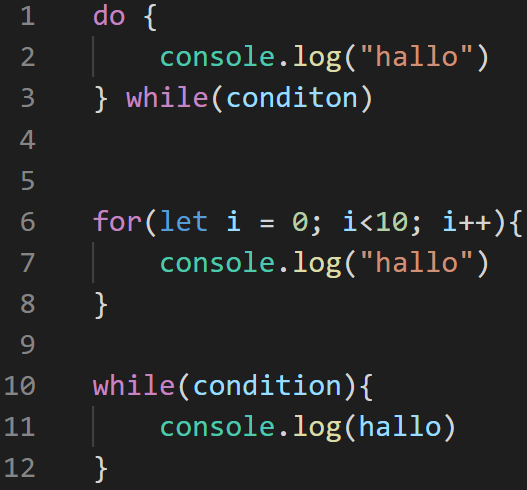 1 do {
2 console.log("hallo")
3 } while(conditon)
4
5
6 for(let i = 0; i<10; i++){
7 console.log("hallo")
8 }
9
10 while(condition){
11 console.log(hallo)
12 }